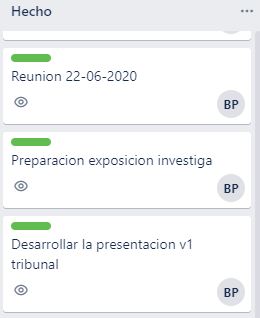 Hecho
Reunion 22-06-2020
BP
Preparacion exposicion investiga
BP
Desarrollar la presentacion v1
tribunal
BP